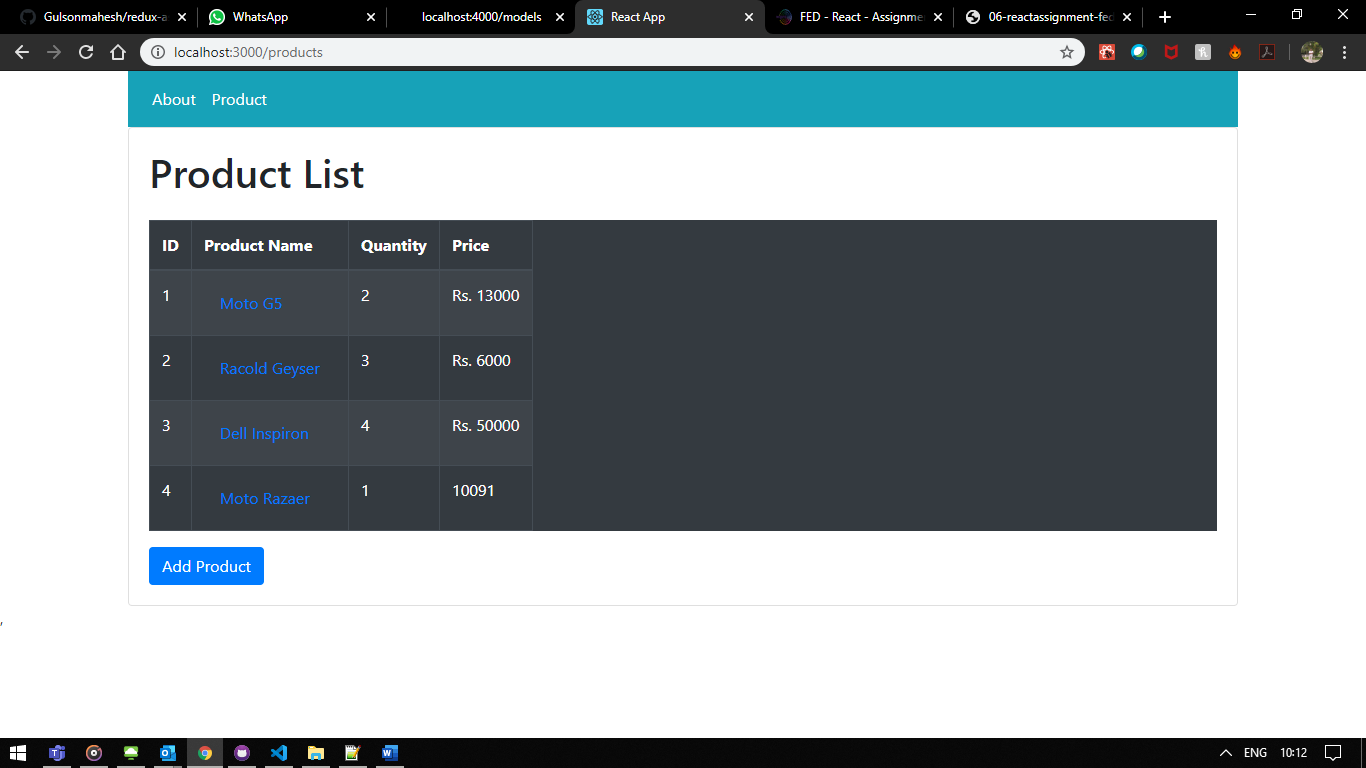 Gulsonmahesh/redux-a
WhatsApp
localhost:4000/models
React App
FED - React - Assignme
06-reactassignment-fed
localhost:3000/products
About Product
Product List
ID Product Name Quantity Price
1 Moto G5 2 Rs. 13000
2 Racold Geyser 3 Rs. 6000
3 Dell Inspiron 4 Rs. 50000
4 Moto Razaer 1 10091
Add Product
,
ENG 10:12